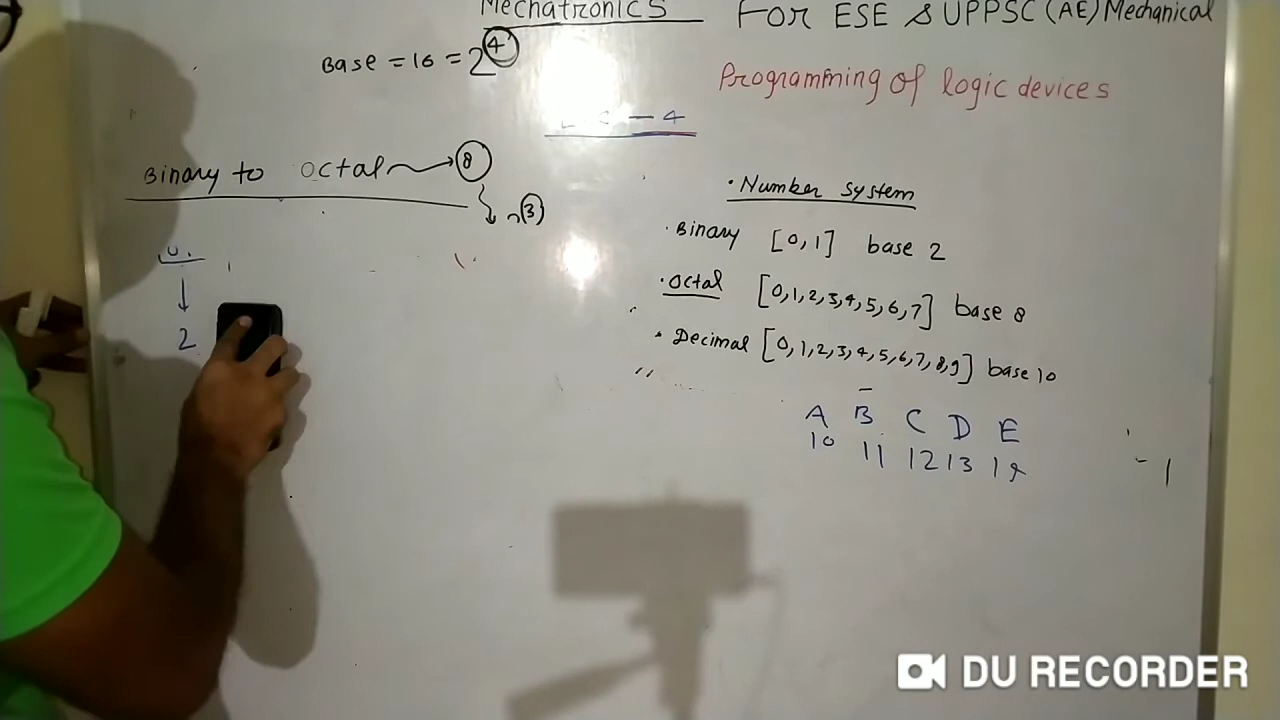 Mechatronics For ESE & UPPSC (AE) Mechanical
Base = 16 = 2^4
Programming of logic devices
- 4
Binary to Octal → 8
3
• Number System
• Binary [0,1] base 2
• Octal [0,1,2,3,4,5,6,7] base 8
• Decimal [0,1,2,3,4,5,6,7,8,9] base 10
A B C D E
10 11 12 13 14
2
- 1
DU RECORDER